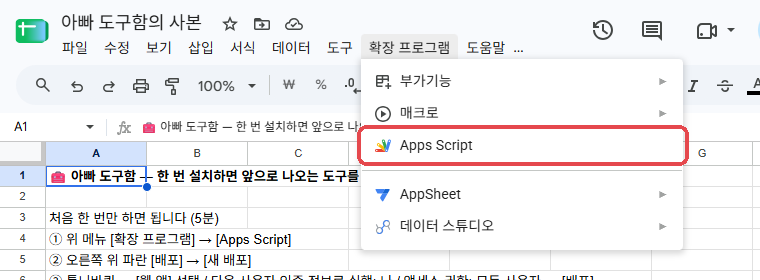 아빠 도구함의 사본
파일 수정 보기 삽입 서식 데이터 도구 확장 프로그램 도움말 ...
100% ₩ % .0
부가기능
매크로
Apps Script
AppSheet
데이터 스튜디오
A1 fx 🧰 아빠 도구함 — 한 번 설치하면 앞으로 나
A B C G
1 🧰 아빠 도구함 — 한 번 설치하면 앞으로 나오는 도구를
2
3 처음 한 번만 하면 됩니다 (5분)
4 ① 위 메뉴 [확장 프로그램] → [Apps Script]
5 ② 오른쪽 위 파란 [배포] → [새 배포]